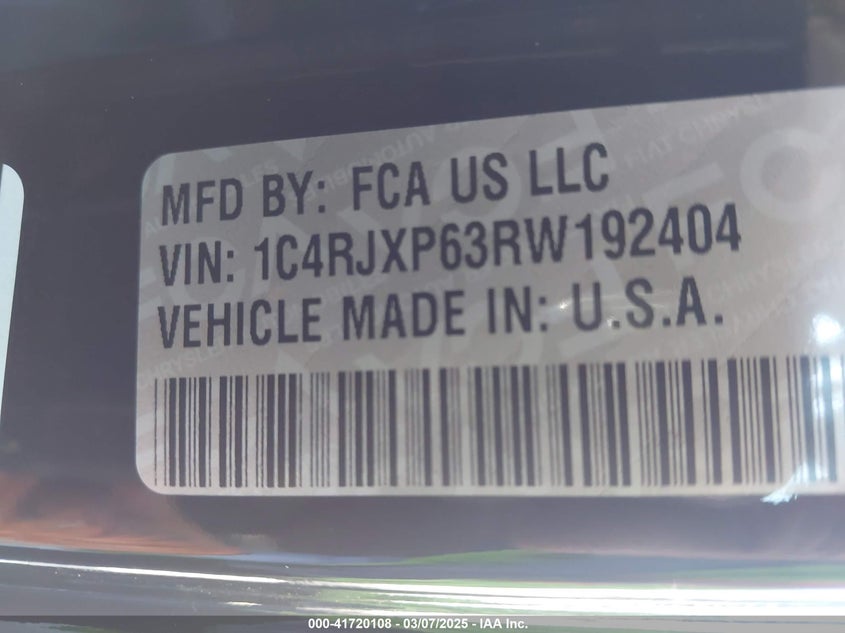 MFD BY: FCA US LLC
VIN: 1C4RJXP63RW192404
VEHICLE MADE IN: U.S.A.
000-41720108 - 03/07/2025 - IAA Inc.